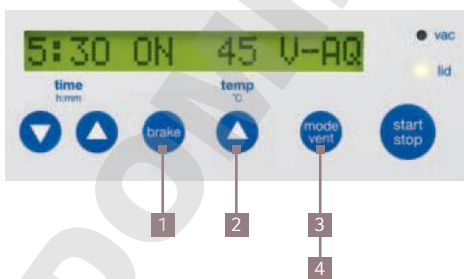 5:30 ON 45 V-AQ
vac
lid
time
h:mm
temp
°C
brake
mode
vent
start
stop
1
2
3
4